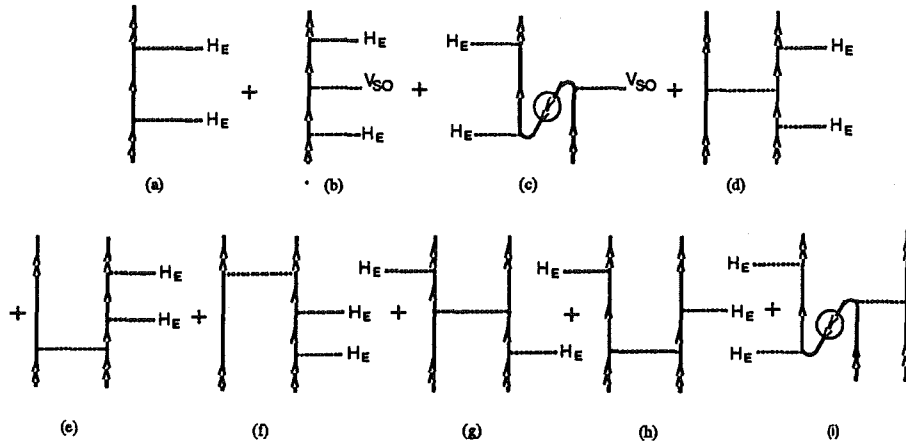 H_E H_E H_E
+ + V_SO + V_SO + H_E
H_E H_E H_E H_E
(a) (b) (c) (d)
H_E H_E H_E H_E
+ H_E + H_E + + H_E +
H_E H_E H_E
(e) (f) (g) (h) (i)